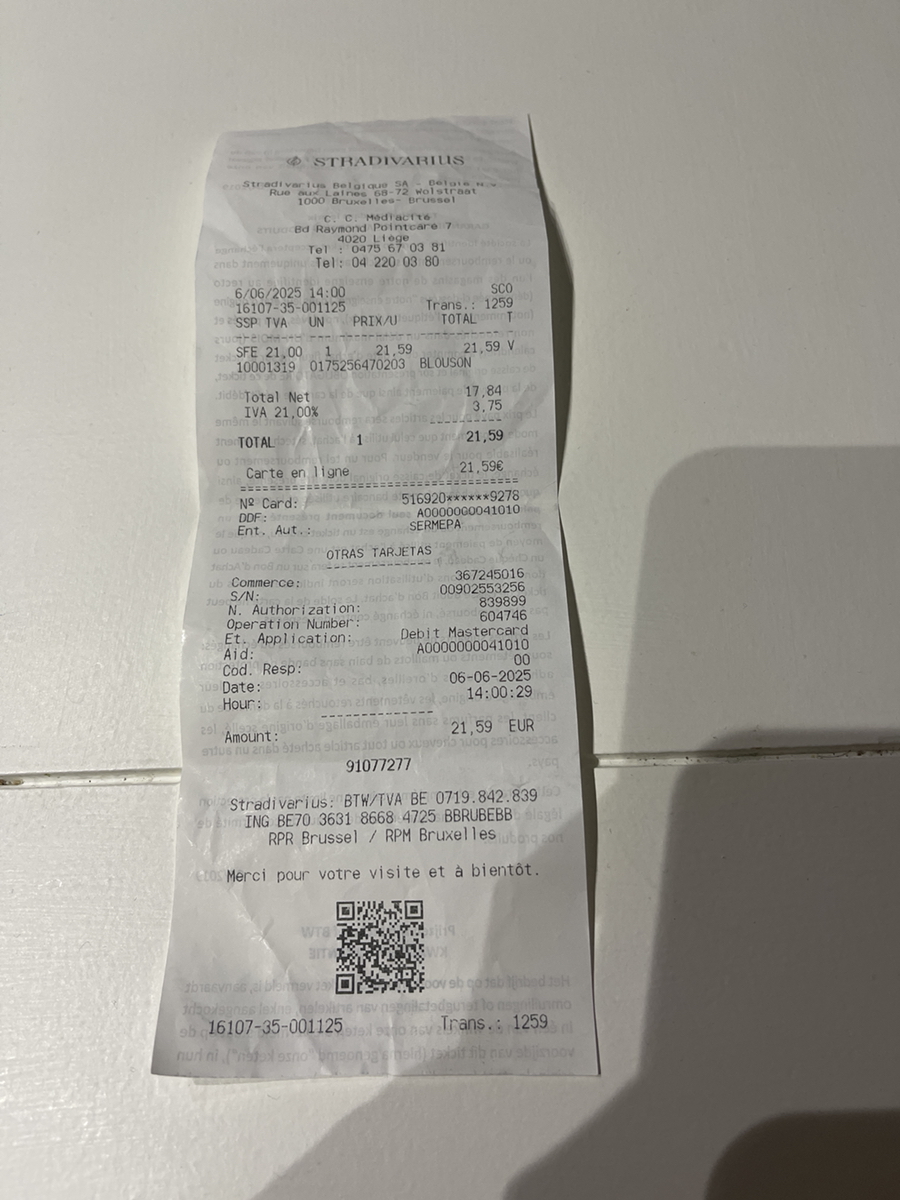 STRADIVARIUS
Stradivarius Belgique SA - Belgie N.V
Rue aux Laines 68-72 Wolstraat
1000 Bruxelles- Brussel
C. C. Médiacité
Bd Raymond Pointcaré 7
4020 Liège
Tel : 0475 67 03 81
Tel: 04 220 03 80
6/06/2025 14:00 SCO
16107-35-001125 Trans.: 1259
SSP TVA UN PRIX/U TOTAL T
SFE 21,00 1 21,59 21,59 V
10001319 0175256470203 BLOUSON
Total Net 17,84
IVA 21,00% 3,75
TOTAL 1 21,59
Carte en ligne 21,59€
Nº Card: 516920******9278
DDF: A0000000041010
Ent. Aut.: SERMEPA
OTRAS TARJETAS
Commerce: 367245016
S/N: 00902553256
N. Authorization: 839899
Operation Number: 604746
Et. Application: Debit Mastercard
Aid: A0000000041010
Cod. Resp: 00
Date: 06-06-2025
Hour: 14:00:29
Amount: 21,59 EUR
91077277
Stradivarius: BTW/TVA BE 0719.842.839
ING BE70 3631 8668 4725 BBRUBEBB
RPR Brussel / RPM Bruxelles
Merci pour votre visite et à bientôt.
16107-35-001125 Trans.: 1259